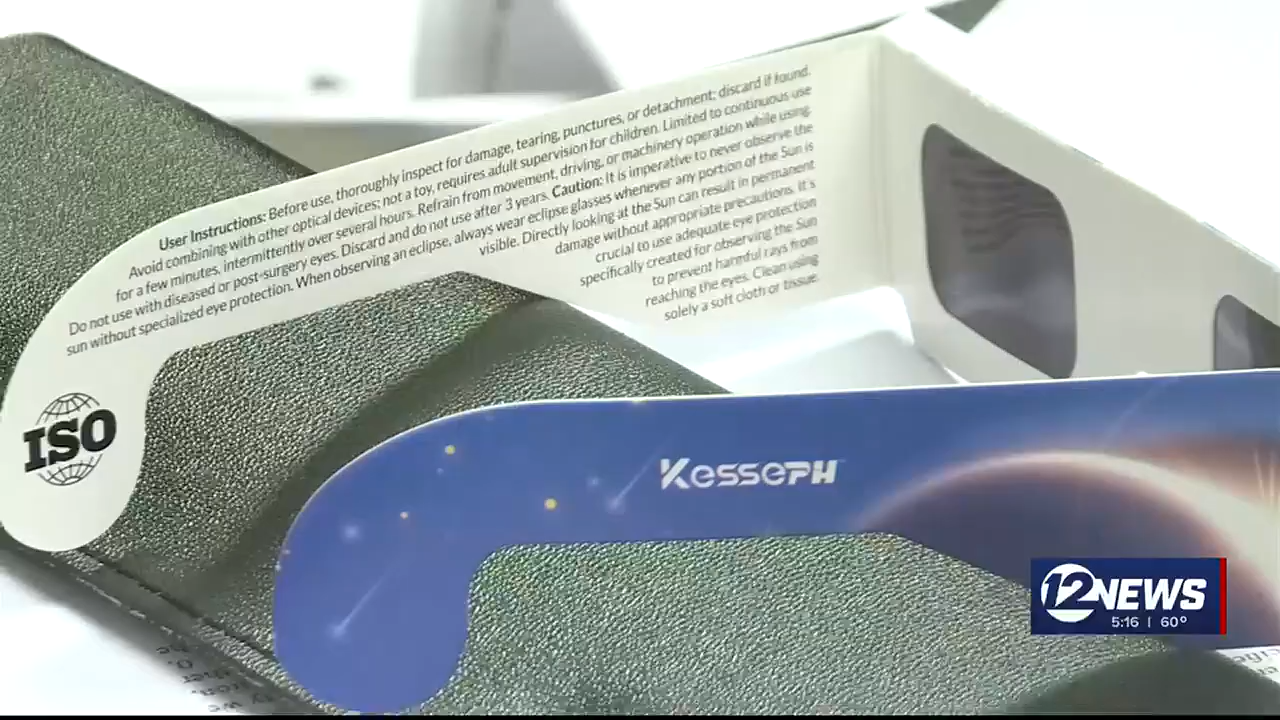 User Instructions: Before use, thoroughly inspect for damage, tearing, punctures, or detachment; discard if found.
Avoid combining with other optical devices; not a toy, requires adult supervision for children. Limited to continuous use
for a few minutes, intermittently over several hours. Refrain from movement, driving, or machinery operation while using.
Do not use with diseased or post-surgery eyes. Discard and do not use after 3 years. Caution: It is imperative to never observe the
sun without specialized eye protection. When observing an eclipse, always wear eclipse glasses whenever any portion of the Sun is
visible. Directly looking at the Sun can result in permanent
damage without appropriate precautions. It's
crucial to use adequate eye protection
specifically created for observing the Sun
to prevent harmful rays from
reaching the eyes. Clean using
solely a soft cloth or tissue.
ISO
KessePH
12NEWS
5:16 | 60°